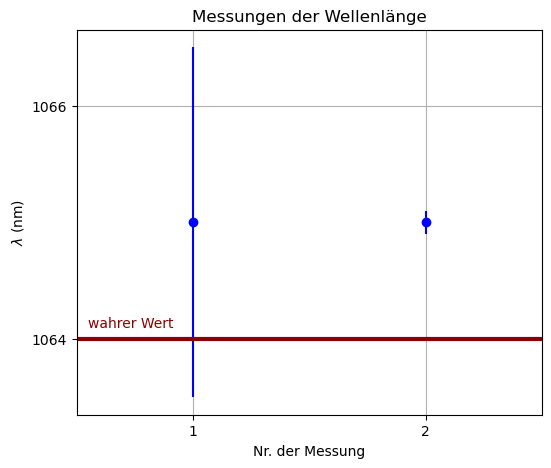 Messungen der Wellenlänge
1066
λ (nm)
wahrer Wert
1064
1
2
Nr. der Messung